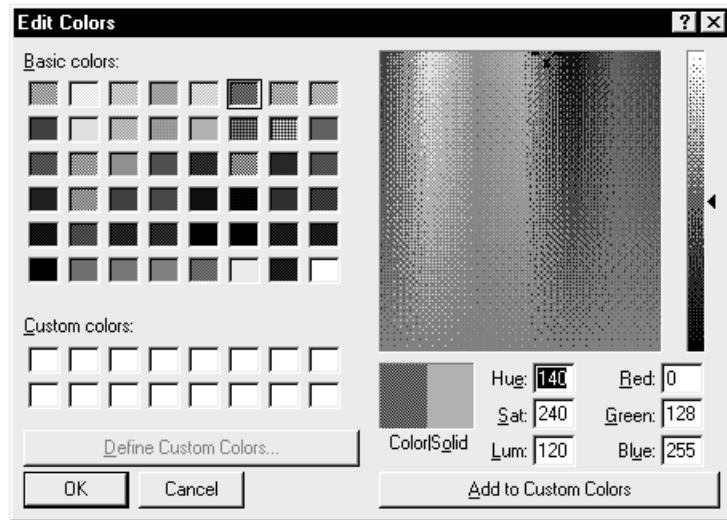 Edit Colors
Basic colors:
Custom colors:
Define Custom Colors...
OK Cancel
Color|Solid
Hue: 140 Red: 0
Sat: 240 Green: 128
Lum: 120 Blue: 255
Add to Custom Colors